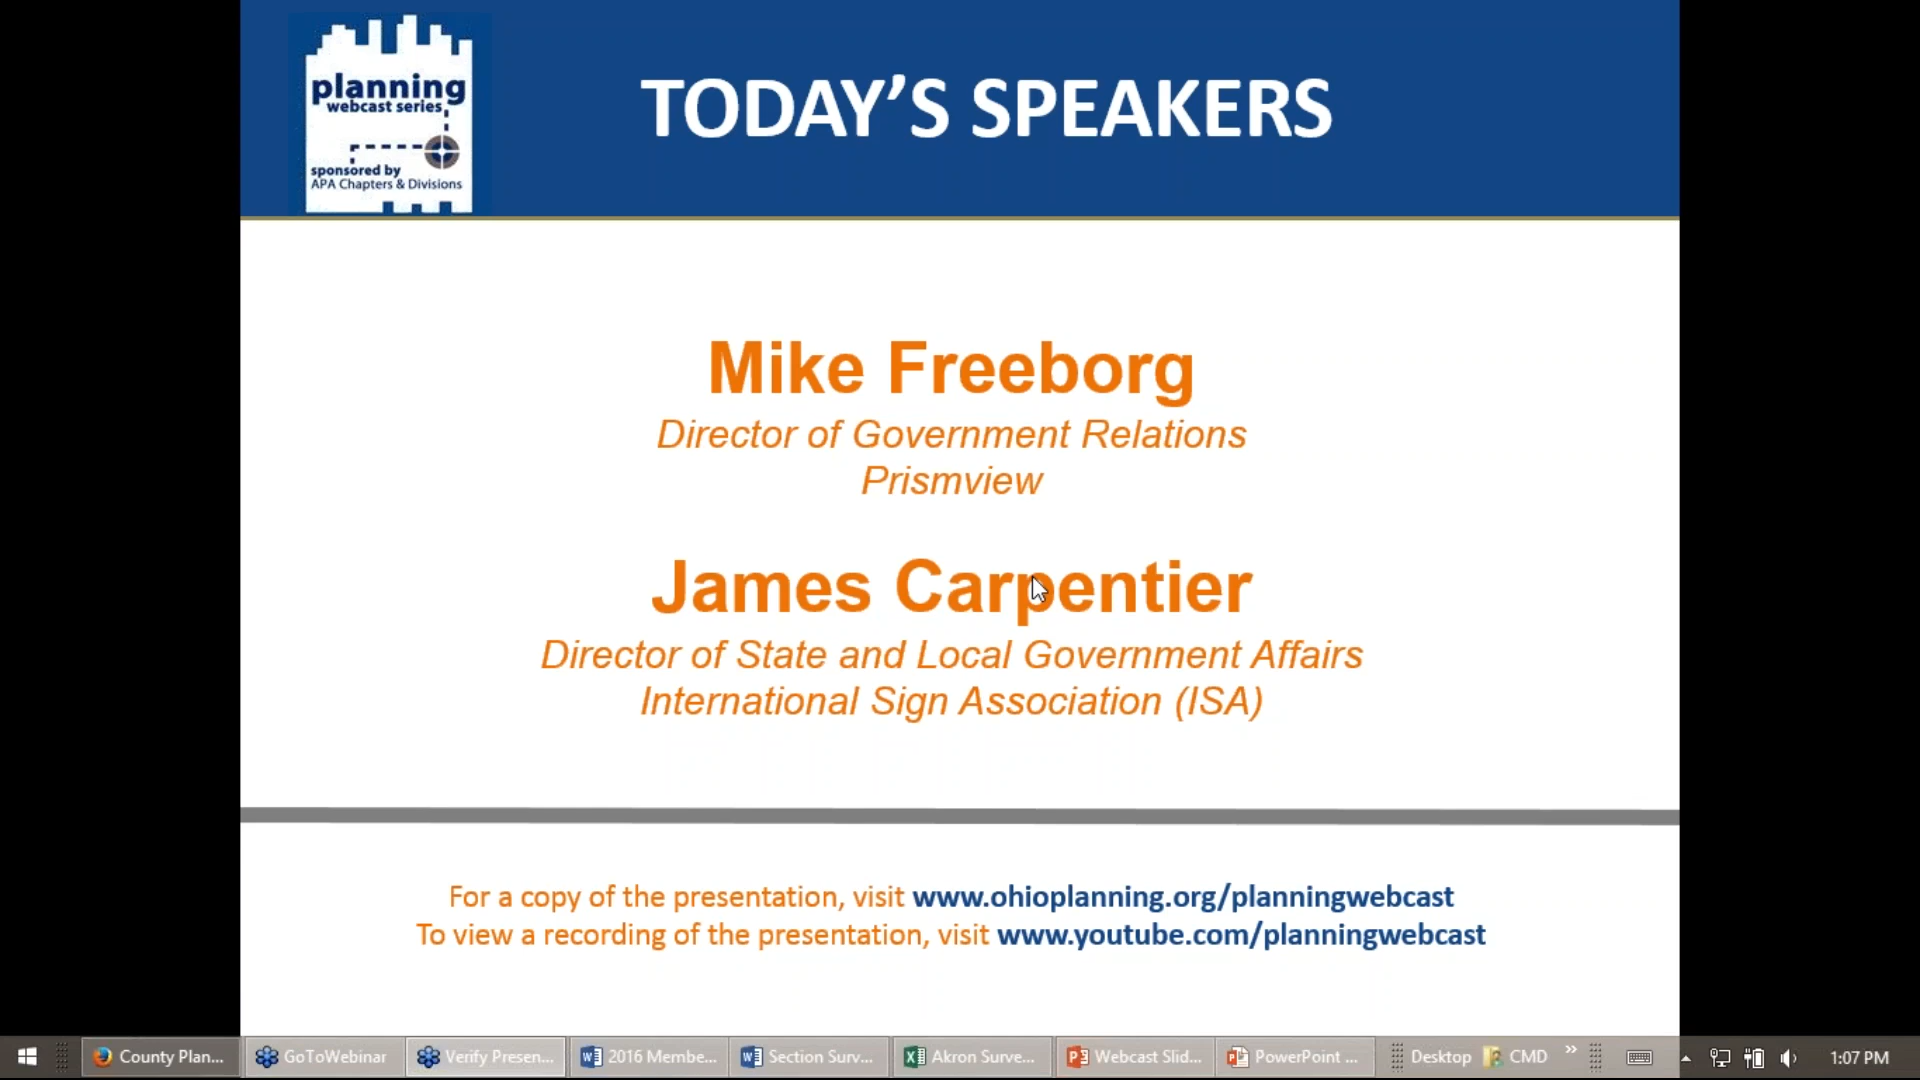 planning
webcast series
sponsored by
APA Chapters & Divisions
TODAY'S SPEAKERS
Mike Freeborg
Director of Government Relations
Prismview
James Carpentier
Director of State and Local Government Affairs
International Sign Association (ISA)
For a copy of the presentation, visit www.ohioplanning.org/planningwebcast
To view a recording of the presentation, visit www.youtube.com/planningwebcast
County Plan... GoToWebinar Verify Presen... 2016 Membe... Section Surv... Akron Surve... Webcast Slid... PowerPoint ... Desktop CMD » 1:07 PM